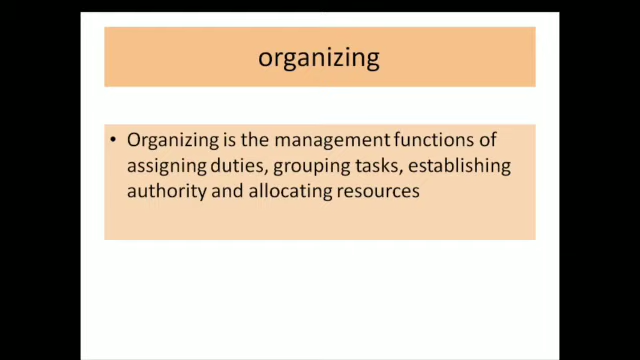 organizing
• Organizing is the management functions of
assigning duties, grouping tasks, establishing
authority and allocating resources